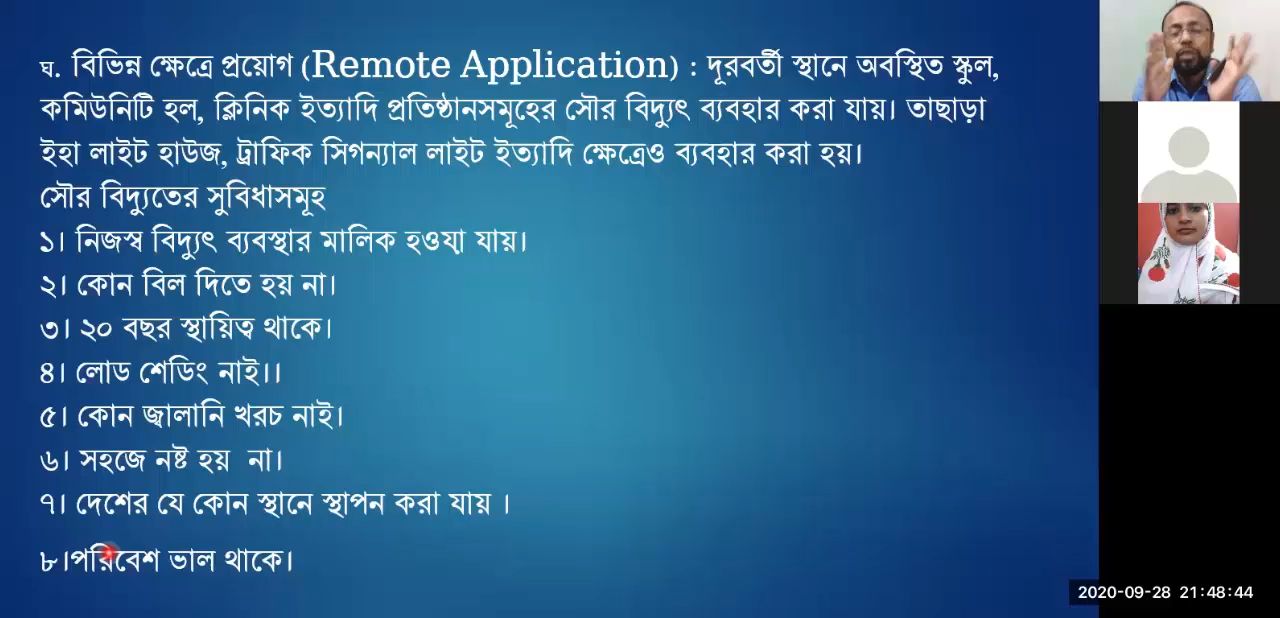 ঘ. বিভিন্ন ক্ষেত্রে প্রয়োগ (Remote Application) : দূরবর্তী স্থানে অবস্থিত স্কুল,
কমিউনিটি হল, ক্লিনিক ইত্যাদি প্রতিষ্ঠানসমূহের সৌর বিদ্যুৎ ব্যবহার করা যায়। তাছাড়া
ইহা লাইট হাউজ, ট্রাফিক সিগন্যাল লাইট ইত্যাদি ক্ষেত্রেও ব্যবহার করা হয়।
সৌর বিদ্যুতের সুবিধাসমূহ
১। নিজস্ব বিদ্যুৎ ব্যবস্থার মালিক হওয্যা যায়।
২। কোন বিল দিতে হয় না।
৩। ২০ বছর স্থায়িত্ব থাকে।
৪। লোড শেডিং নাই।।
৫। কোন জ্বালানি খরচ নাই।
৬। সহজে নষ্ট হয়  না।
৭। দেশের যে কোন স্থানে স্থাপন করা যায় ।
৮।পরিবেশ ভাল থাকে।
2020-09-28 21:48:44